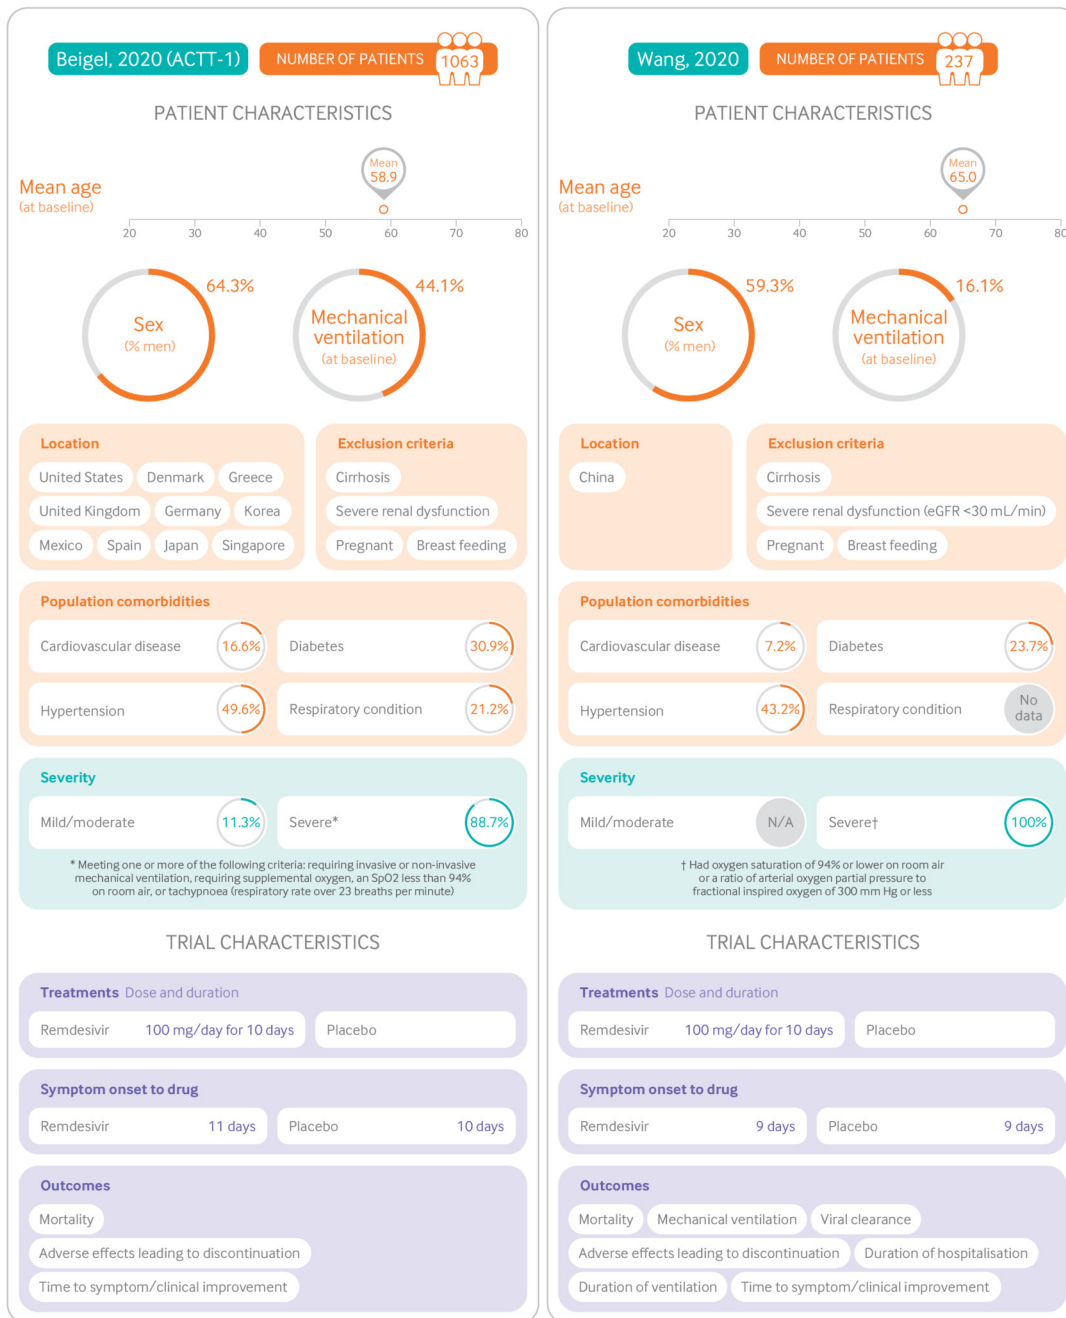 Beigel, 2020 (ACTT-1)
NUMBER OF PATIENTS
1063
PATIENT CHARACTERISTICS
Mean
58.9
Mean age
(at baseline)
20 30 40 50 60 70 80
64.3%
Sex
(% men)
44.1%
Mechanical
ventilation
(at baseline)
Location
United States Denmark Greece
United Kingdom Germany Korea
Mexico Spain Japan Singapore
Exclusion criteria
Cirrhosis
Severe renal dysfunction
Pregnant Breast feeding
Population comorbidities
Cardiovascular disease 16.6% Diabetes 30.9%
Hypertension 49.6% Respiratory condition 21.2%
Severity
Mild/moderate 11.3% Severe* 88.7%
* Meeting one or more of the following criteria: requiring invasive or non-invasive
mechanical ventilation, requiring supplemental oxygen, an SpO2 less than 94%
on room air, or tachypnoea (respiratory rate over 23 breaths per minute)
TRIAL CHARACTERISTICS
Treatments Dose and duration
Remdesivir 100 mg/day for 10 days Placebo
Symptom onset to drug
Remdesivir 11 days Placebo 10 days
Outcomes
Mortality
Adverse effects leading to discontinuation
Time to symptom/clinical improvement
Wang, 2020
NUMBER OF PATIENTS
237
PATIENT CHARACTERISTICS
Mean
65.0
Mean age
(at baseline)
20 30 40 50 60 70 80
59.3%
Sex
(% men)
16.1%
Mechanical
ventilation
(at baseline)
Location
China
Exclusion criteria
Cirrhosis
Severe renal dysfunction (eGFR <30 mL/min)
Pregnant Breast feeding
Population comorbidities
Cardiovascular disease 7.2% Diabetes 23.7%
Hypertension 43.2% Respiratory condition No
data
Severity
Mild/moderate N/A Severe† 100%
† Had oxygen saturation of 94% or lower on room air
or a ratio of arterial oxygen partial pressure to
fractional inspired oxygen of 300 mm Hg or less
TRIAL CHARACTERISTICS
Treatments Dose and duration
Remdesivir 100 mg/day for 10 days Placebo
Symptom onset to drug
Remdesivir 9 days Placebo 9 days
Outcomes
Mortality Mechanical ventilation Viral clearance
Adverse effects leading to discontinuation Duration of hospitalisation
Duration of ventilation Time to symptom/clinical improvement